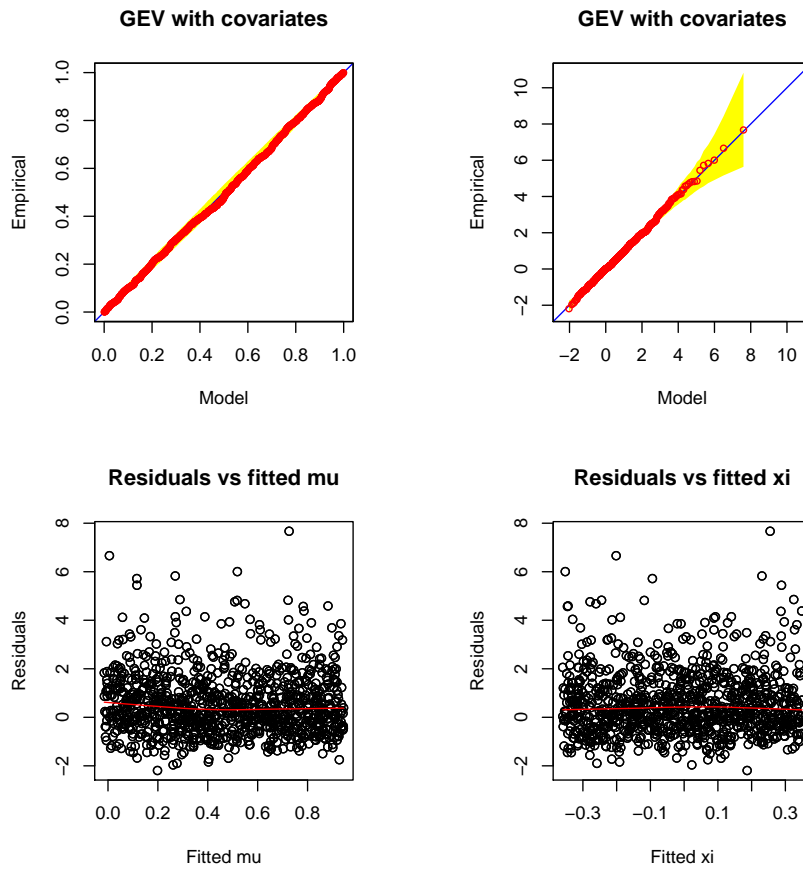 GEV with covariates
1.0
0.8
0.6
0.4
0.2
0.0
Empirical
0.0 0.2 0.4 0.6 0.8 1.0
Model
GEV with covariates
10
8
6
4
2
0
−2
Empirical
−2 0 2 4 6 8 10
Model
Residuals vs fitted mu
8
6
4
2
0
−2
Residuals
0.0 0.2 0.4 0.6 0.8
Fitted mu
Residuals vs fitted xi
8
6
4
2
0
−2
Residuals
−0.3 −0.1 0.1 0.3
Fitted xi